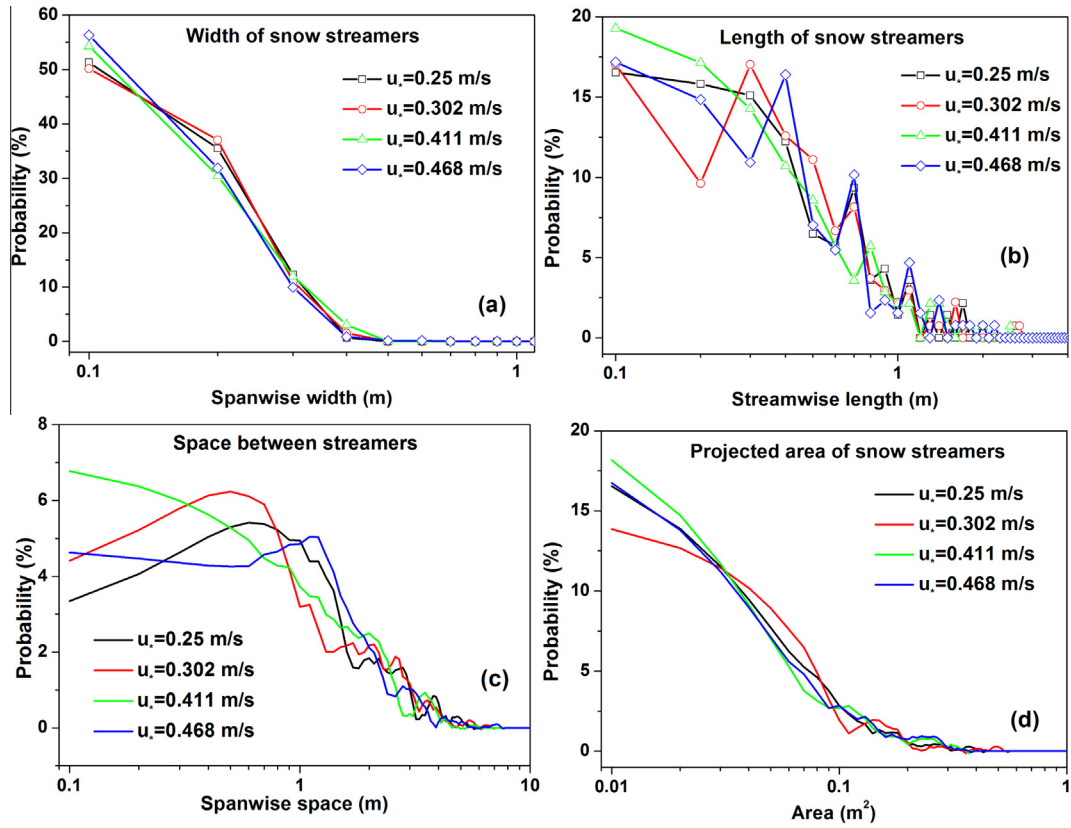 Width of snow streamers
u*=0.25 m/s
u*=0.302 m/s
u*=0.411 m/s
u*=0.468 m/s
(a)
60
50
40
30
20
10
0
0.1
1
Probability (%)
Spanwise width (m)
Length of snow streamers
u*=0.25 m/s
u*=0.302 m/s
u*=0.411 m/s
u*=0.468 m/s
(b)
20
15
10
5
0
0.1
1
Probability (%)
Streamwise length (m)
Space between streamers
u*=0.25 m/s
u*=0.302 m/s
u*=0.411 m/s
u*=0.468 m/s
(c)
8
6
4
2
0
0.1
1
10
Probability (%)
Spanwise space (m)
Projected area of snow streamers
u*=0.25 m/s
u*=0.302 m/s
u*=0.411 m/s
u*=0.468 m/s
(d)
20
15
10
5
0
0.01
0.1
1
Probability (%)
Area (m²)